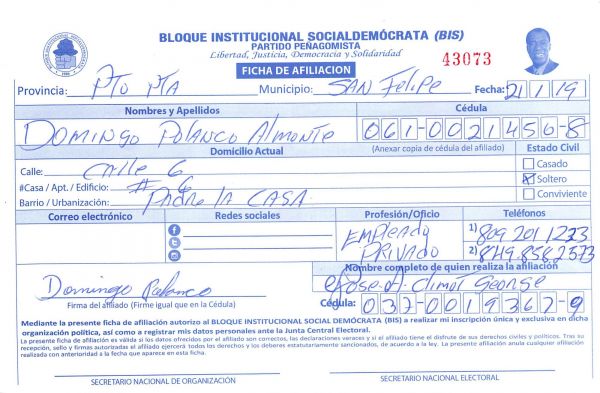 BLOQUE INSTITUCIONAL SOCIALDEMÓCRATA (BIS)
PARTIDO PEÑAGOMISTA
Libertad, Justicia, Democracia y Solidaridad
43073
FICHA DE AFILIACION
Provincia: Pto Pta Municipio: SAN Felipe Fecha: 21/1/19
Nombres y Apellidos Cédula
Domingo Polanco Almonte 061-0021456-8
Domicilio Actual (Anexar copia de cédula del afiliado) Estado Civil
Calle: Calle 6 Casado
#Casa / Apt. / Edificio: # 6 Soltero
Barrio / Urbanización: Padre la CASA Conviviente
Correo electrónico Redes sociales Profesión/Oficio Teléfonos
EMPleado 1) 809 201 1233
PRIVADO 2) 849 858 2573
Nombre completo de quien realiza la afiliación
Domingo Polanco Jose A. Climot George
Firma del afiliado (Firme igual que en la Cédula) Cédula: 037-0019367-9
Mediante la presente ficha de afiliación autorizo al BLOQUE INSTITUCIONAL SOCIAL DEMÓCRATA (BIS) a realizar mi inscripción única y exclusiva en dicha
organización política, así como a registrar mis datos personales ante la Junta Central Electoral.
La presente ficha de afiliación es válida si los datos ofrecidos por el afiliado son correctos, las declaraciones veraces y si el afiliado tiene el disfrute de sus derechos civiles y políticos. Tras su
recepción, sello y firmas autorizadas el afiliado ejercerá todos los derechos y los deberes estatutariamente sancionados, de acuerdo a la ley. La presente afiliación anula cualquier afiliación
realizada con anterioridad a la fecha que aparece en esta ficha.
SECRETARIO NACIONAL DE ORGANIZACIÓN SECRETARIO NACIONAL ELECTORAL